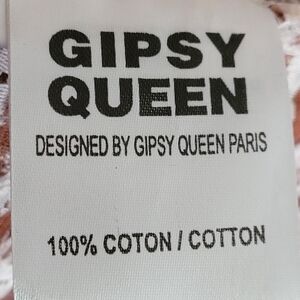 GIPSY
QUEEN
DESIGNED BY GIPSY QUEEN PARIS
100% COTON / COTTON